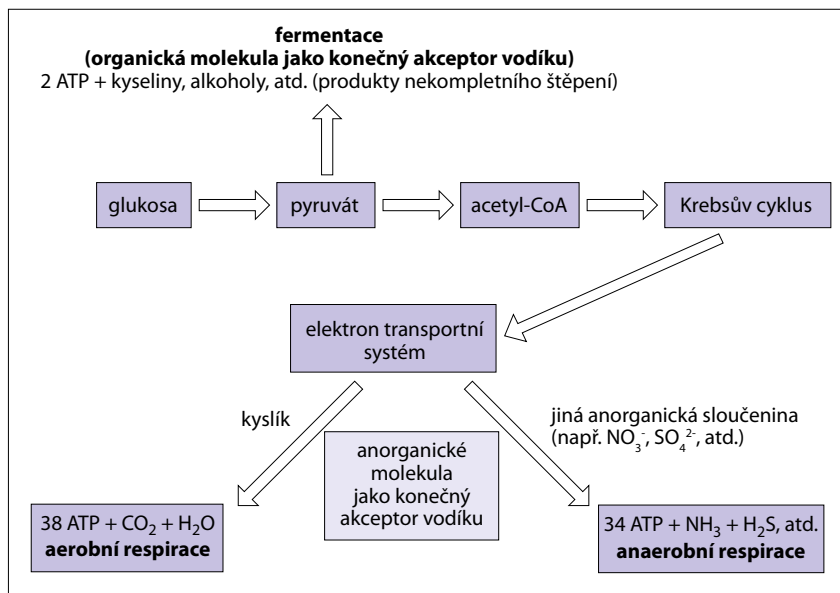 fermentace
(organická molekula jako konečný akceptor vodíku)
2 ATP + kyseliny, alkoholy, atd. (produkty nekompletního štěpení)
glukosa
pyruvát
acetyl-CoA
Krebsův cyklus
elektron transportní
systém
kyslík
jiná anorganická sloučenina
(např. NO₃⁻, SO₄²⁻, atd.)
anorganické
molekula
jako konečný
akceptor vodíku
38 ATP + CO₂ + H₂O
aerobní respirace
34 ATP + NH₃ + H₂S, atd.
anaerobní respirace